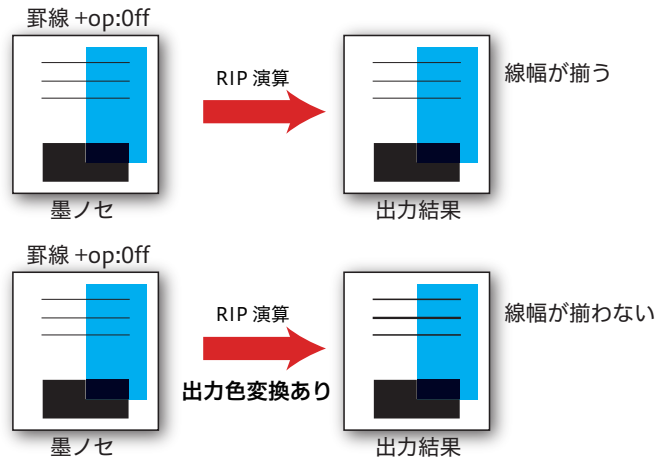 罫線 +op:0ff
RIP 演算
線幅が揃う
墨ノセ
出力結果
罫線 +op:0ff
RIP 演算
線幅が揃わない
出力色変換あり
墨ノセ
出力結果